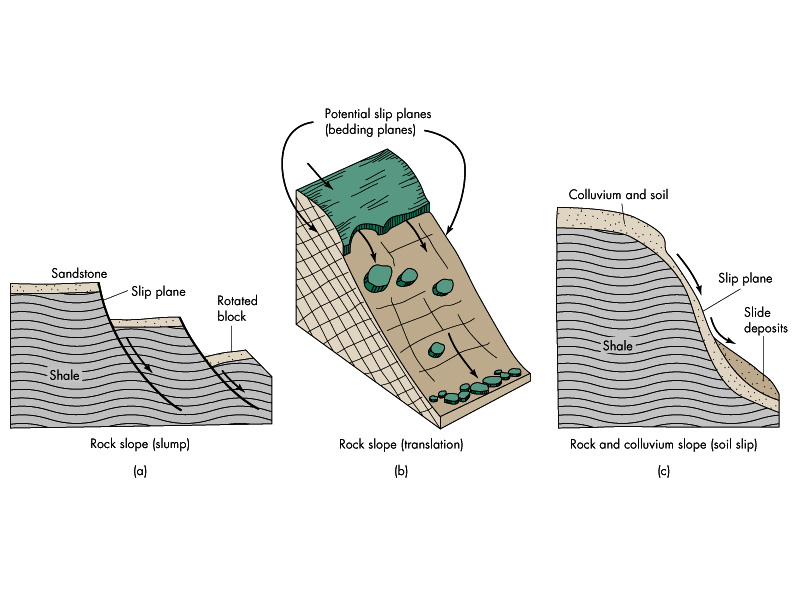 Potential slip planes
(bedding planes)
Colluvium and soil
Sandstone
Slip plane
Rotated
block
Shale
Slip plane
Slide
deposits
Shale
Rock slope (slump)
Rock slope (translation)
Rock and colluvium slope (soil slip)
(a)
(b)
(c)